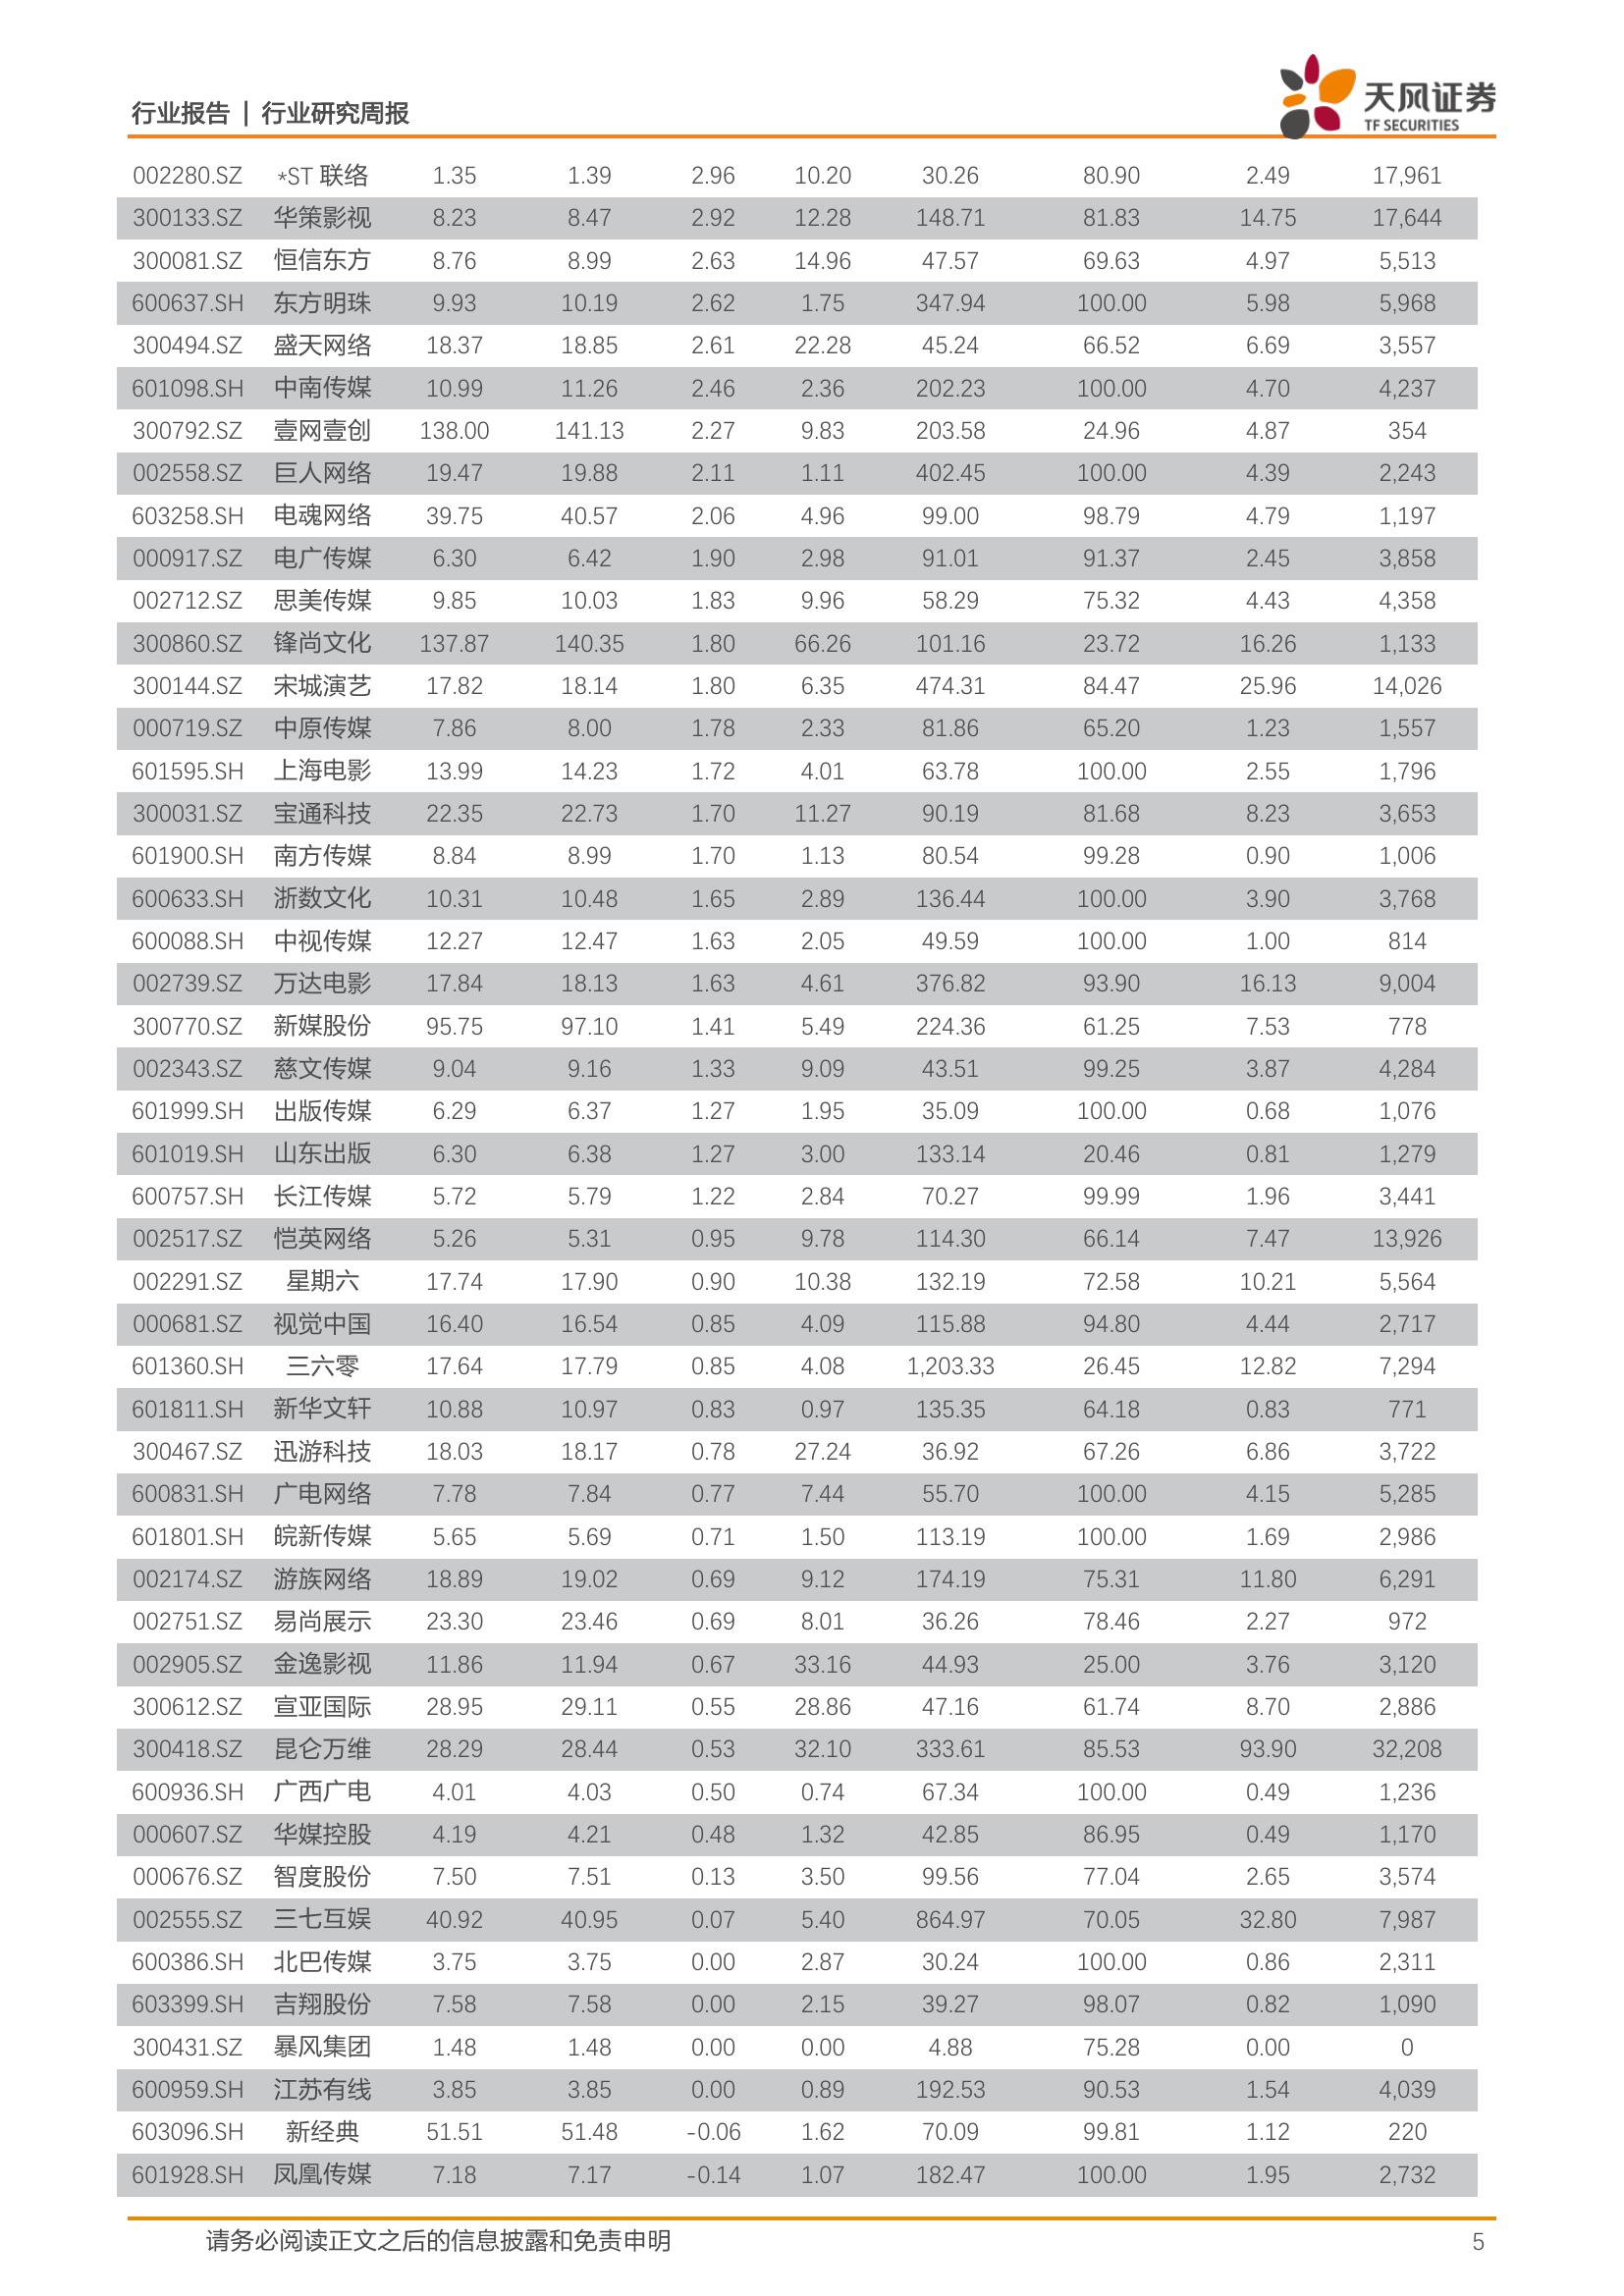 行业报告 | 行业研究周报
天风证券
TF SECURITIES
002280.SZ *ST 联络 1.35 1.39 2.96 10.20 30.26 80.90 2.49 17,961
300133.SZ 华策影视 8.23 8.47 2.92 12.28 148.71 81.83 14.75 17,644
300081.SZ 恒信东方 8.76 8.99 2.63 14.96 47.57 69.63 4.97 5,513
600637.SH 东方明珠 9.93 10.19 2.62 1.75 347.94 100.00 5.98 5,968
300494.SZ 盛天网络 18.37 18.85 2.61 22.28 45.24 66.52 6.69 3,557
601098.SH 中南传媒 10.99 11.26 2.46 2.36 202.23 100.00 4.70 4,237
300792.SZ 壹网壹创 138.00 141.13 2.27 9.83 203.58 24.96 4.87 354
002558.SZ 巨人网络 19.47 19.88 2.11 1.11 402.45 100.00 4.39 2,243
603258.SH 电魂网络 39.75 40.57 2.06 4.96 99.00 98.79 4.79 1,197
000917.SZ 电广传媒 6.30 6.42 1.90 2.98 91.01 91.37 2.45 3,858
002712.SZ 思美传媒 9.85 10.03 1.83 9.96 58.29 75.32 4.43 4,358
300860.SZ 锋尚文化 137.87 140.35 1.80 66.26 101.16 23.72 16.26 1,133
300144.SZ 宋城演艺 17.82 18.14 1.80 6.35 474.31 84.47 25.96 14,026
000719.SZ 中原传媒 7.86 8.00 1.78 2.33 81.86 65.20 1.23 1,557
601595.SH 上海电影 13.99 14.23 1.72 4.01 63.78 100.00 2.55 1,796
300031.SZ 宝通科技 22.35 22.73 1.70 11.27 90.19 81.68 8.23 3,653
601900.SH 南方传媒 8.84 8.99 1.70 1.13 80.54 99.28 0.90 1,006
600633.SH 浙数文化 10.31 10.48 1.65 2.89 136.44 100.00 3.90 3,768
600088.SH 中视传媒 12.27 12.47 1.63 2.05 49.59 100.00 1.00 814
002739.SZ 万达电影 17.84 18.13 1.63 4.61 376.82 93.90 16.13 9,004
300770.SZ 新媒股份 95.75 97.10 1.41 5.49 224.36 61.25 7.53 778
002343.SZ 慈文传媒 9.04 9.16 1.33 9.09 43.51 99.25 3.87 4,284
601999.SH 出版传媒 6.29 6.37 1.27 1.95 35.09 100.00 0.68 1,076
601019.SH 山东出版 6.30 6.38 1.27 3.00 133.14 20.46 0.81 1,279
600757.SH 长江传媒 5.72 5.79 1.22 2.84 70.27 99.99 1.96 3,441
002517.SZ 恺英网络 5.26 5.31 0.95 9.78 114.30 66.14 7.47 13,926
002291.SZ 星期六 17.74 17.90 0.90 10.38 132.19 72.58 10.21 5,564
000681.SZ 视觉中国 16.40 16.54 0.85 4.09 115.88 94.80 4.44 2,717
601360.SH 三六零 17.64 17.79 0.85 4.08 1,203.33 26.45 12.82 7,294
601811.SH 新华文轩 10.88 10.97 0.83 0.97 135.35 64.18 0.83 771
300467.SZ 迅游科技 18.03 18.17 0.78 27.24 36.92 67.26 6.86 3,722
600831.SH 广电网络 7.78 7.84 0.77 7.44 55.70 100.00 4.15 5,285
601801.SH 皖新传媒 5.65 5.69 0.71 1.50 113.19 100.00 1.69 2,986
002174.SZ 游族网络 18.89 19.02 0.69 9.12 174.19 75.31 11.80 6,291
002751.SZ 易尚展示 23.30 23.46 0.69 8.01 36.26 78.46 2.27 972
002905.SZ 金逸影视 11.86 11.94 0.67 33.16 44.93 25.00 3.76 3,120
300612.SZ 宣亚国际 28.95 29.11 0.55 28.86 47.16 61.74 8.70 2,886
300418.SZ 昆仑万维 28.29 28.44 0.53 32.10 333.61 85.53 93.90 32,208
600936.SH 广西广电 4.01 4.03 0.50 0.74 67.34 100.00 0.49 1,236
000607.SZ 华媒控股 4.19 4.21 0.48 1.32 42.85 86.95 0.49 1,170
000676.SZ 智度股份 7.50 7.51 0.13 3.50 99.56 77.04 2.65 3,574
002555.SZ 三七互娱 40.92 40.95 0.07 5.40 864.97 70.05 32.80 7,987
600386.SH 北巴传媒 3.75 3.75 0.00 2.87 30.24 100.00 0.86 2,311
603399.SH 吉翔股份 7.58 7.58 0.00 2.15 39.27 98.07 0.82 1,090
300431.SZ 暴风集团 1.48 1.48 0.00 0.00 4.88 75.28 0.00 0
600959.SH 江苏有线 3.85 3.85 0.00 0.89 192.53 90.53 1.54 4,039
603096.SH 新经典 51.51 51.48 -0.06 1.62 70.09 99.81 1.12 220
601928.SH 凤凰传媒 7.18 7.17 -0.14 1.07 182.47 100.00 1.95 2,732
请务必阅读正文之后的信息披露和免责申明 5